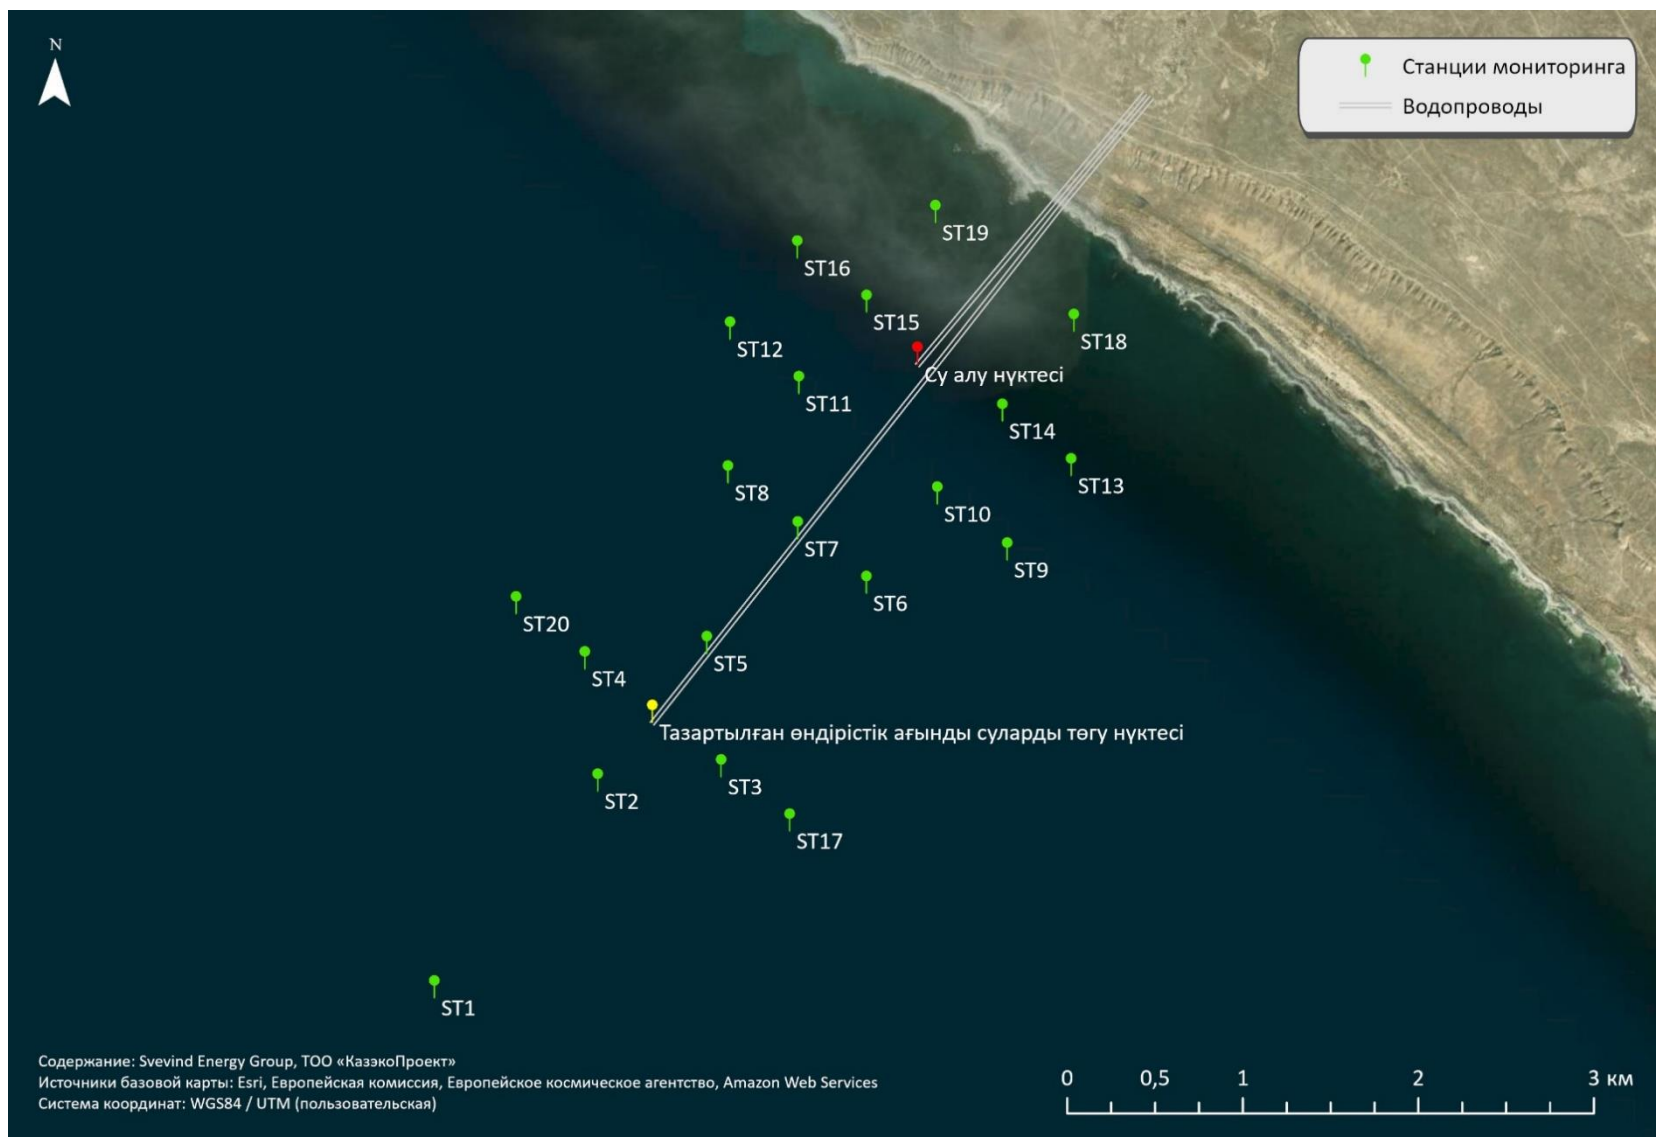 N
Станции мониторинга
Водопроводы
ST19
ST16
ST15
ST12
ST18
Су алу нүктесі
ST11
ST14
ST13
ST8
ST10
ST7
ST9
ST6
ST20
ST5
ST4
Тазартылған өндірістік ағынды суларды төгу нүктесі
ST3
ST2
ST17
ST1
Содержание: Svevind Energy Group, ТОО «КазэкоПроект»
Источники базовой карты: Esri, Европейская комиссия, Европейское космическое агентство, Amazon Web Services
Система координат: WGS84 / UTM (пользовательская)
0 0,5 1 2 3 км